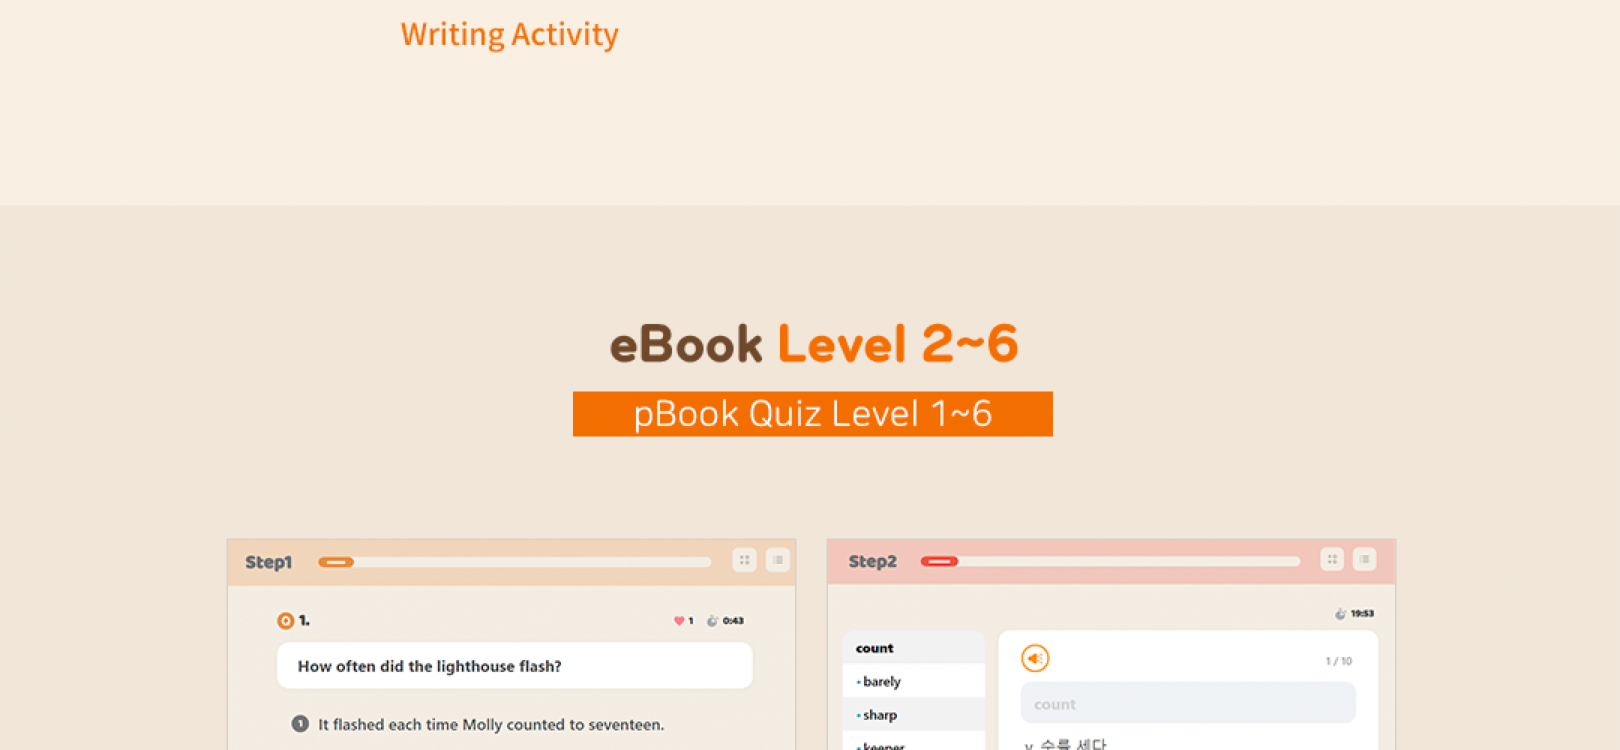 Writing Activity
eBook Level 2~6
pBook Quiz Level 1~6
Step1
Q 1.
1 0:43
How often did the lighthouse flash?
1 It flashed each time Molly counted to seventeen.
Step2
19:53
count
barely
sharp
keeper
1 / 10
count
v. 수를 세다